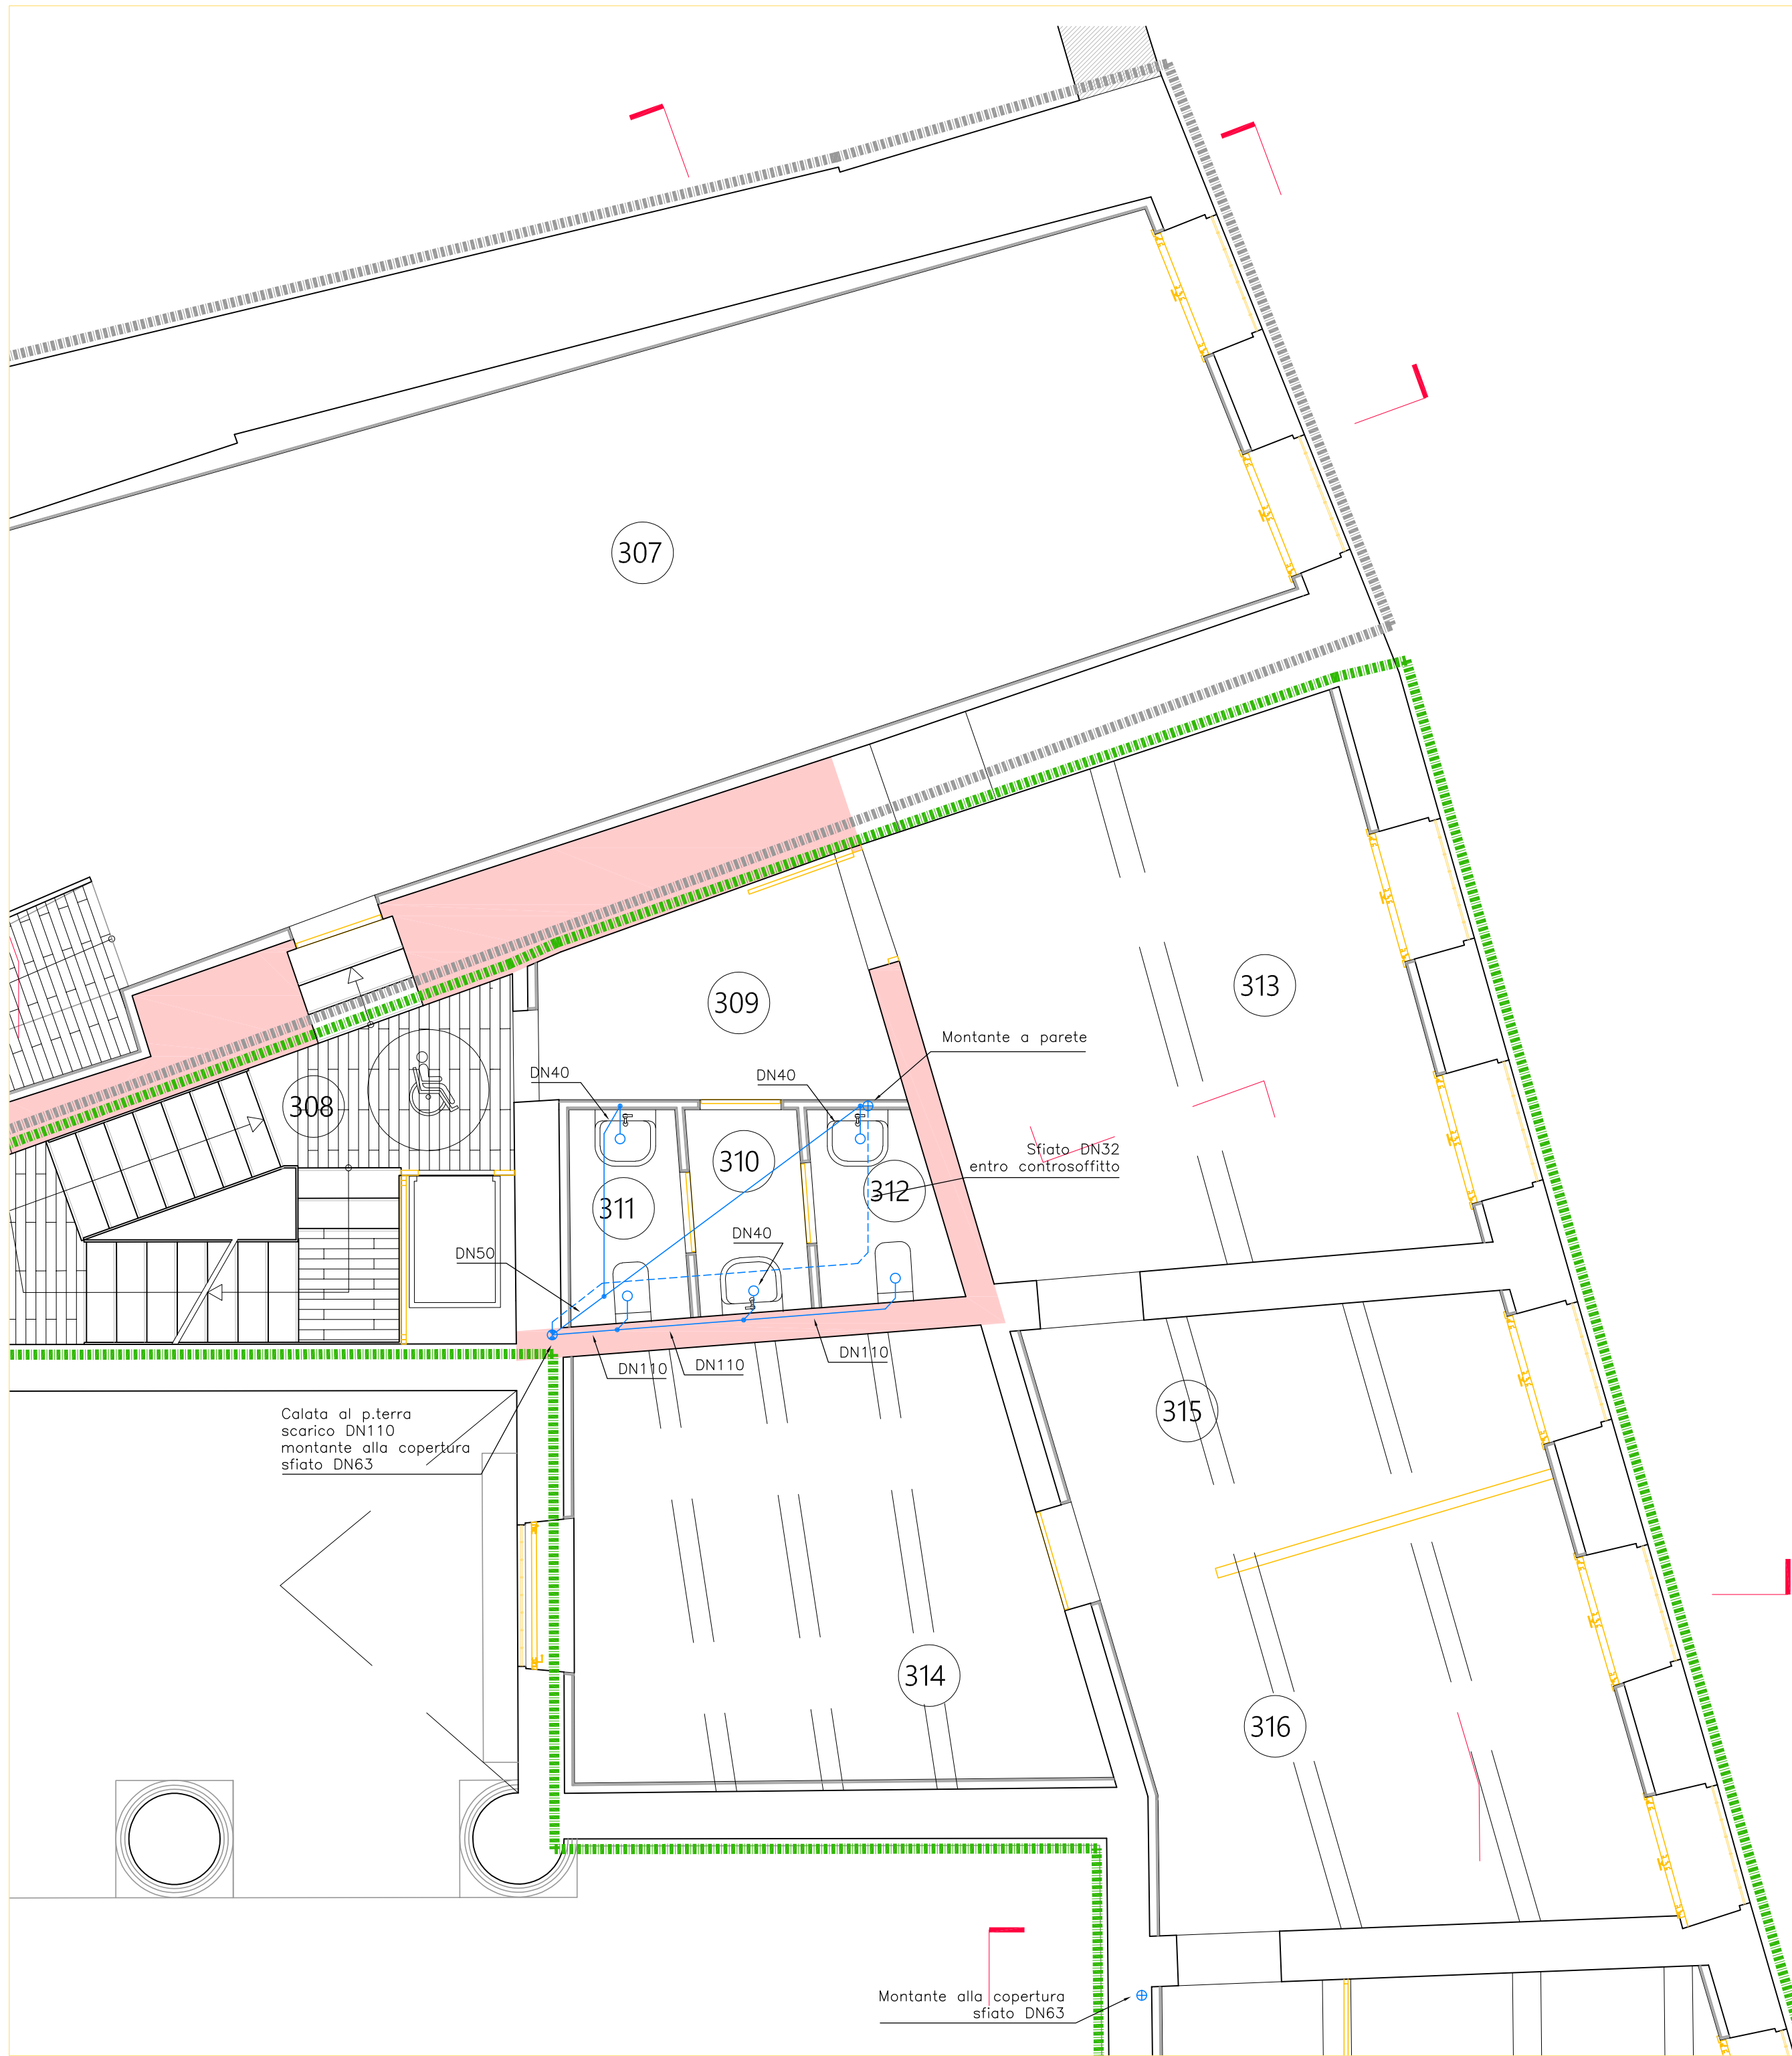 307
309
313
Montante a parete
DN40
DN40
308
Sfiato DN32
entro controsoffitto
310
312
311
DN40
DN50
DN110
DN110
DN110
Calata al p.terra
scarico DN110
montante alla copertura
sfiato DN63
315
314
316
Montante alla copertura
sfiato DN63